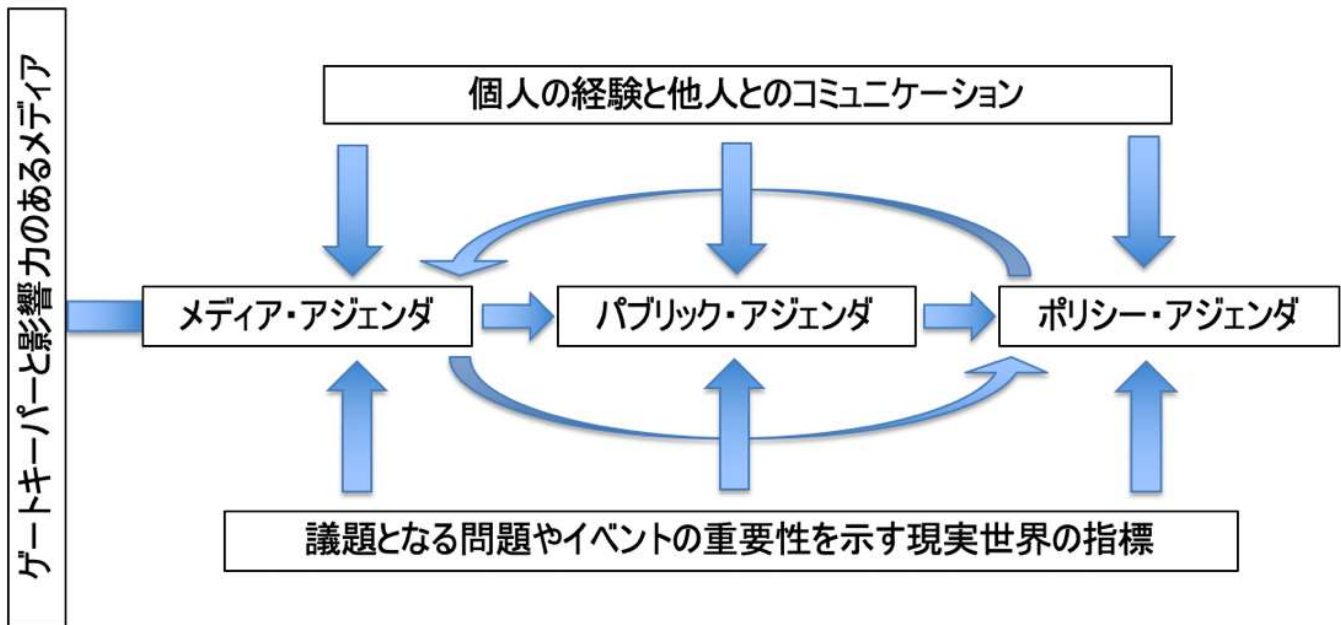 ゲートキーパーと影響力のあるメディア
個人の経験と他人とのコミュニケーション
メディア・アジェンダ
パブリック・アジェンダ
ポリシー・アジェンダ
議題となる問題やイベントの重要性を示す現実世界の指標